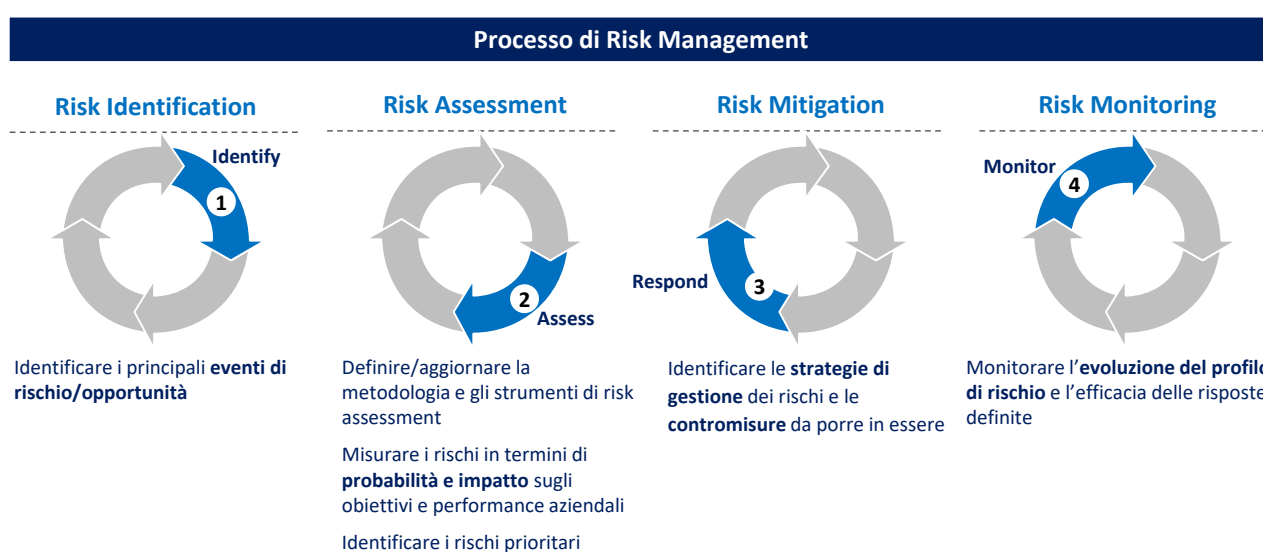 Processo di Risk Management
Risk Identification
Identify
1
Identificare i principali eventi di
rischio/opportunità
Risk Assessment
2
Assess
Definire/aggiornare la
metodologia e gli strumenti di risk
assessment
Misurare i rischi in termini di
probabilità e impatto sugli
obiettivi e performance aziendali
Identificare i rischi prioritari
Risk Mitigation
Respond
3
Identificare le strategie di
gestione dei rischi e le
contromisure da porre in essere
Risk Monitoring
Monitor
4
Monitorare l'evoluzione del profilo
di rischio e l'efficacia delle risposte
definite